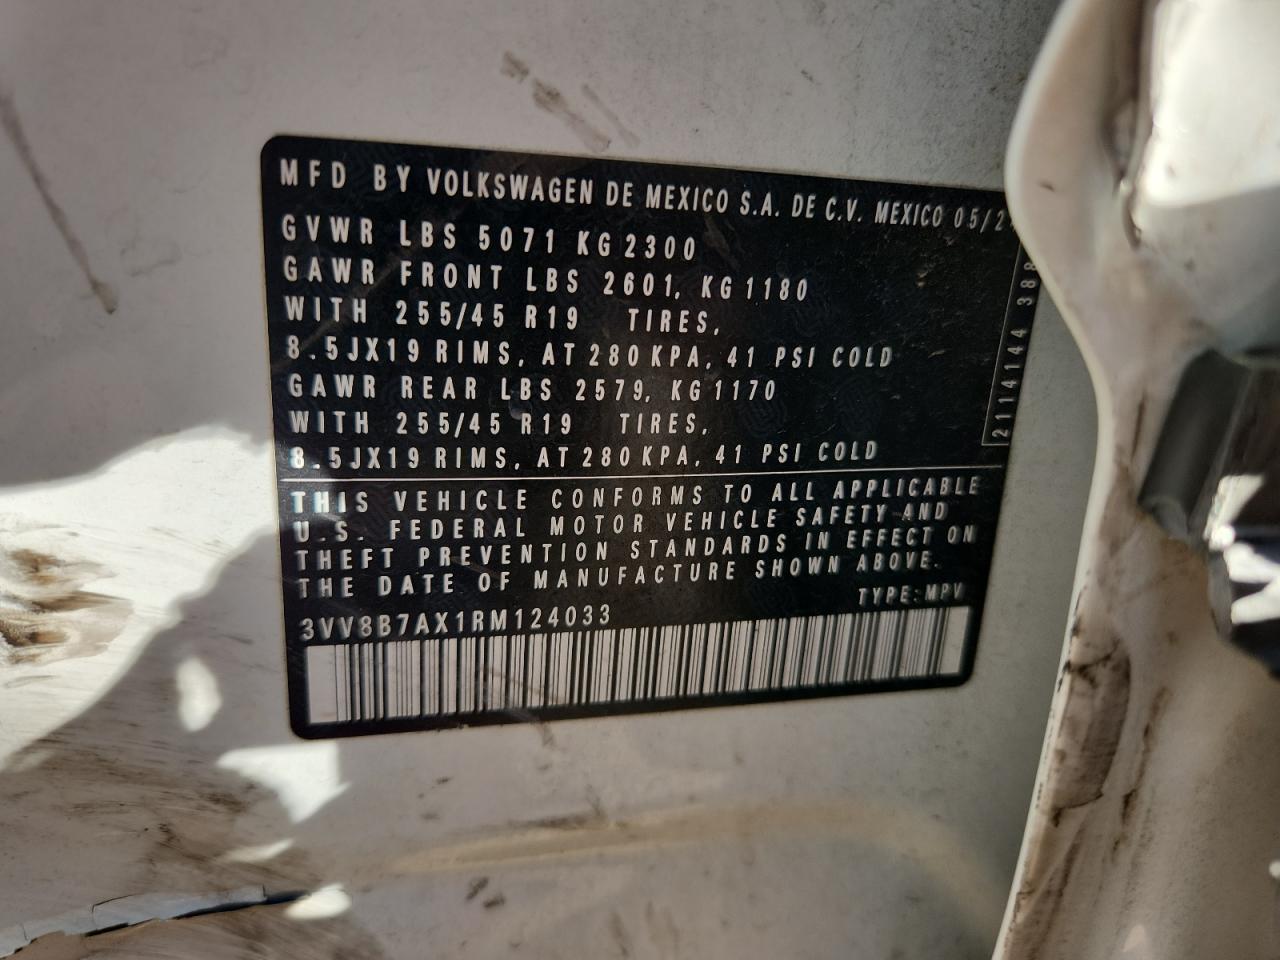 MFD BY VOLKSWAGEN DE MEXICO S.A. DE C.V. MEXICO
GVWR LBS 5071 KG 2300
GAWR FRONT LBS 2601, KG 1180
WITH 255/45 R19 TIRES,
8.5JX19 RIMS, AT 280 KPA, 41 PSI COLD
GAWR REAR LBS 2579, KG 1170
WITH 255/45 R19 TIRES,
8.5JX19 RIMS, AT 280 KPA, 41 PSI COLD
21144144 388
THIS VEHICLE CONFORMS TO ALL APPLICABLE
U.S. FEDERAL MOTOR VEHICLE SAFETY AND
THEFT PREVENTION STANDARDS IN EFFECT ON
THE DATE OF MANUFACTURE SHOWN ABOVE.
TYPE: MPV
3VV8B7AX1RM124033